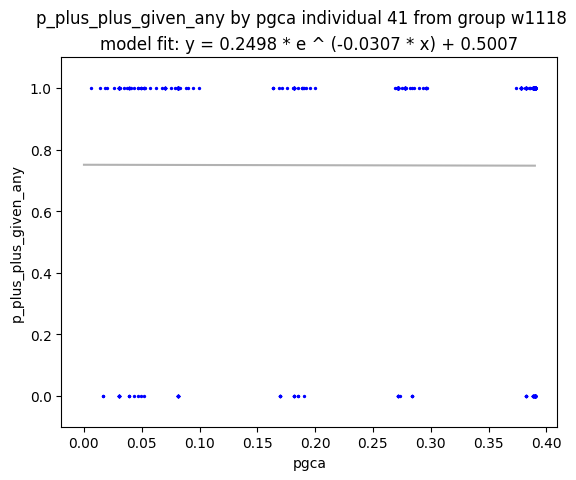 p_plus_plus_given_any by pgca individual 41 from group w1118
model fit: y = 0.2498 * e ^ (-0.0307 * x) + 0.5007
1.0
0.8
0.6
0.4
0.2
0.0
p_plus_plus_given_any
0.00 0.05 0.10 0.15 0.20 0.25 0.30 0.35 0.40
pgca